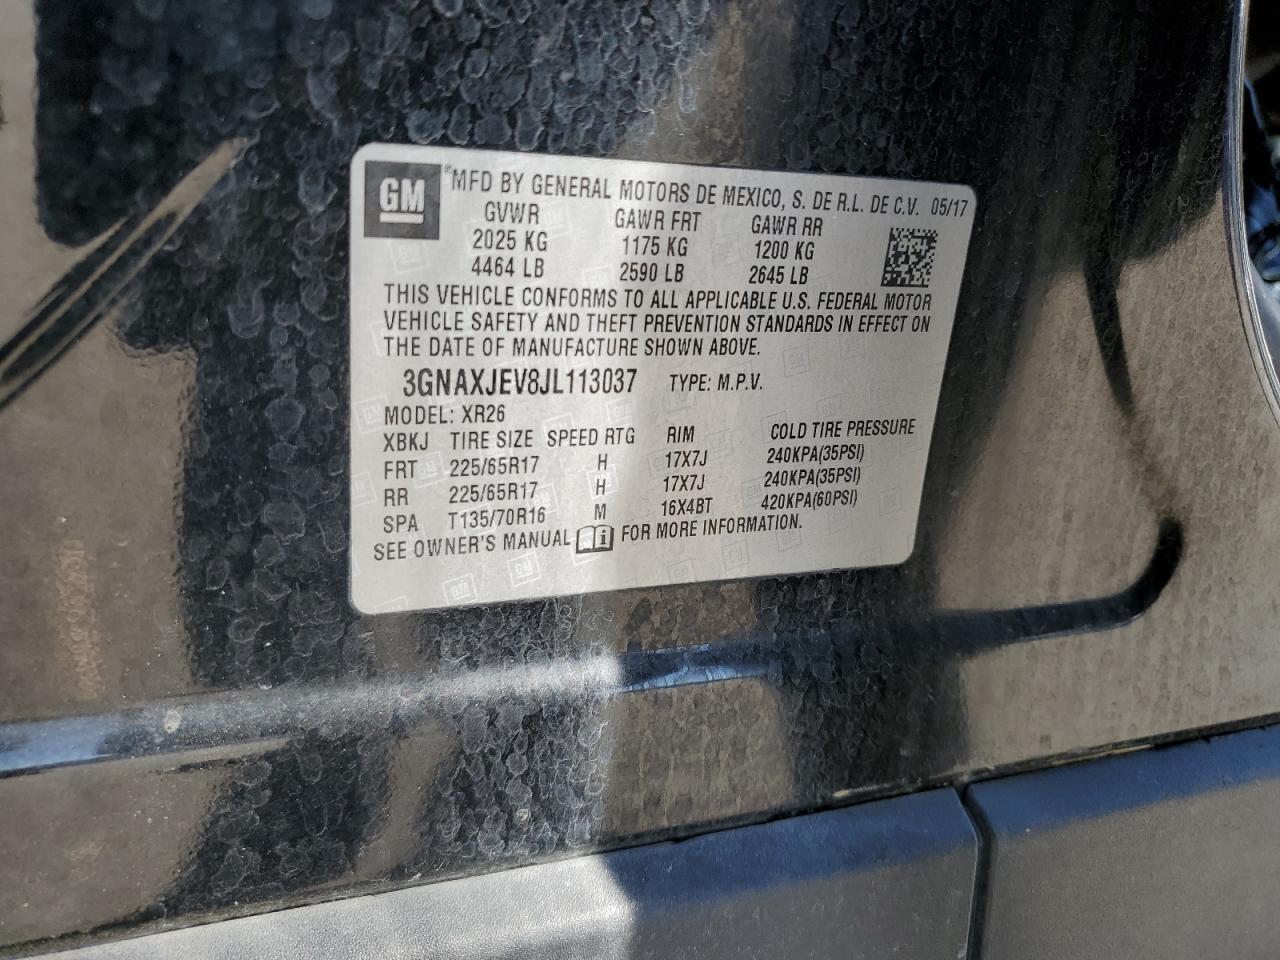 GM
®MFD BY GENERAL MOTORS DE MEXICO, S. DE R.L. DE C.V. 05/17
GVWR GAWR FRT GAWR RR
2025 KG 1175 KG 1200 KG
4464 LB 2590 LB 2645 LB
THIS VEHICLE CONFORMS TO ALL APPLICABLE U.S. FEDERAL MOTOR
VEHICLE SAFETY AND THEFT PREVENTION STANDARDS IN EFFECT ON
THE DATE OF MANUFACTURE SHOWN ABOVE.
3GNAXJEV8JL113037 TYPE: M.P.V.
MODEL: XR26
XBKJ TIRE SIZE SPEED RTG RIM COLD TIRE PRESSURE
FRT 225/65R17 H 17X7J 240KPA(35PSI)
RR 225/65R17 H 17X7J 240KPA(35PSI)
SPA T135/70R16 M 16X4BT 420KPA(60PSI)
SEE OWNER'S MANUAL i FOR MORE INFORMATION.